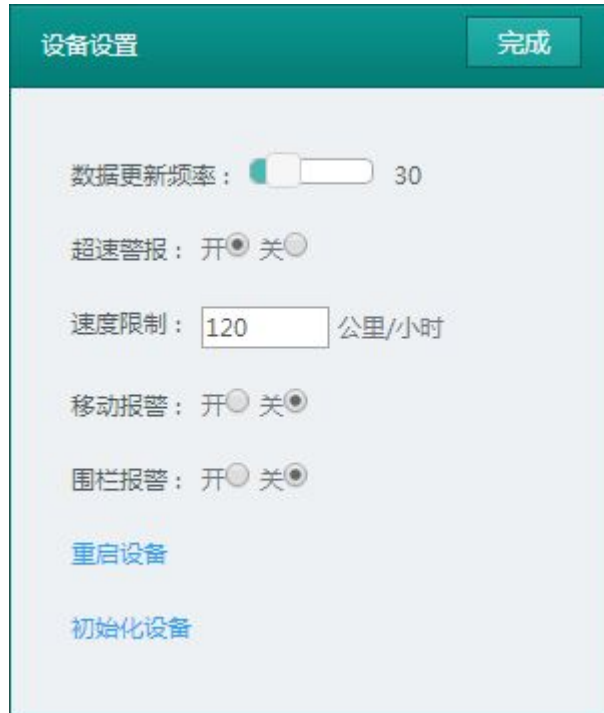 设备设置 完成
数据更新频率： 30
超速警报： 开 关
速度限制： 120 公里/小时
移动报警： 开 关
围栏报警： 开 关
重启设备
初始化设备